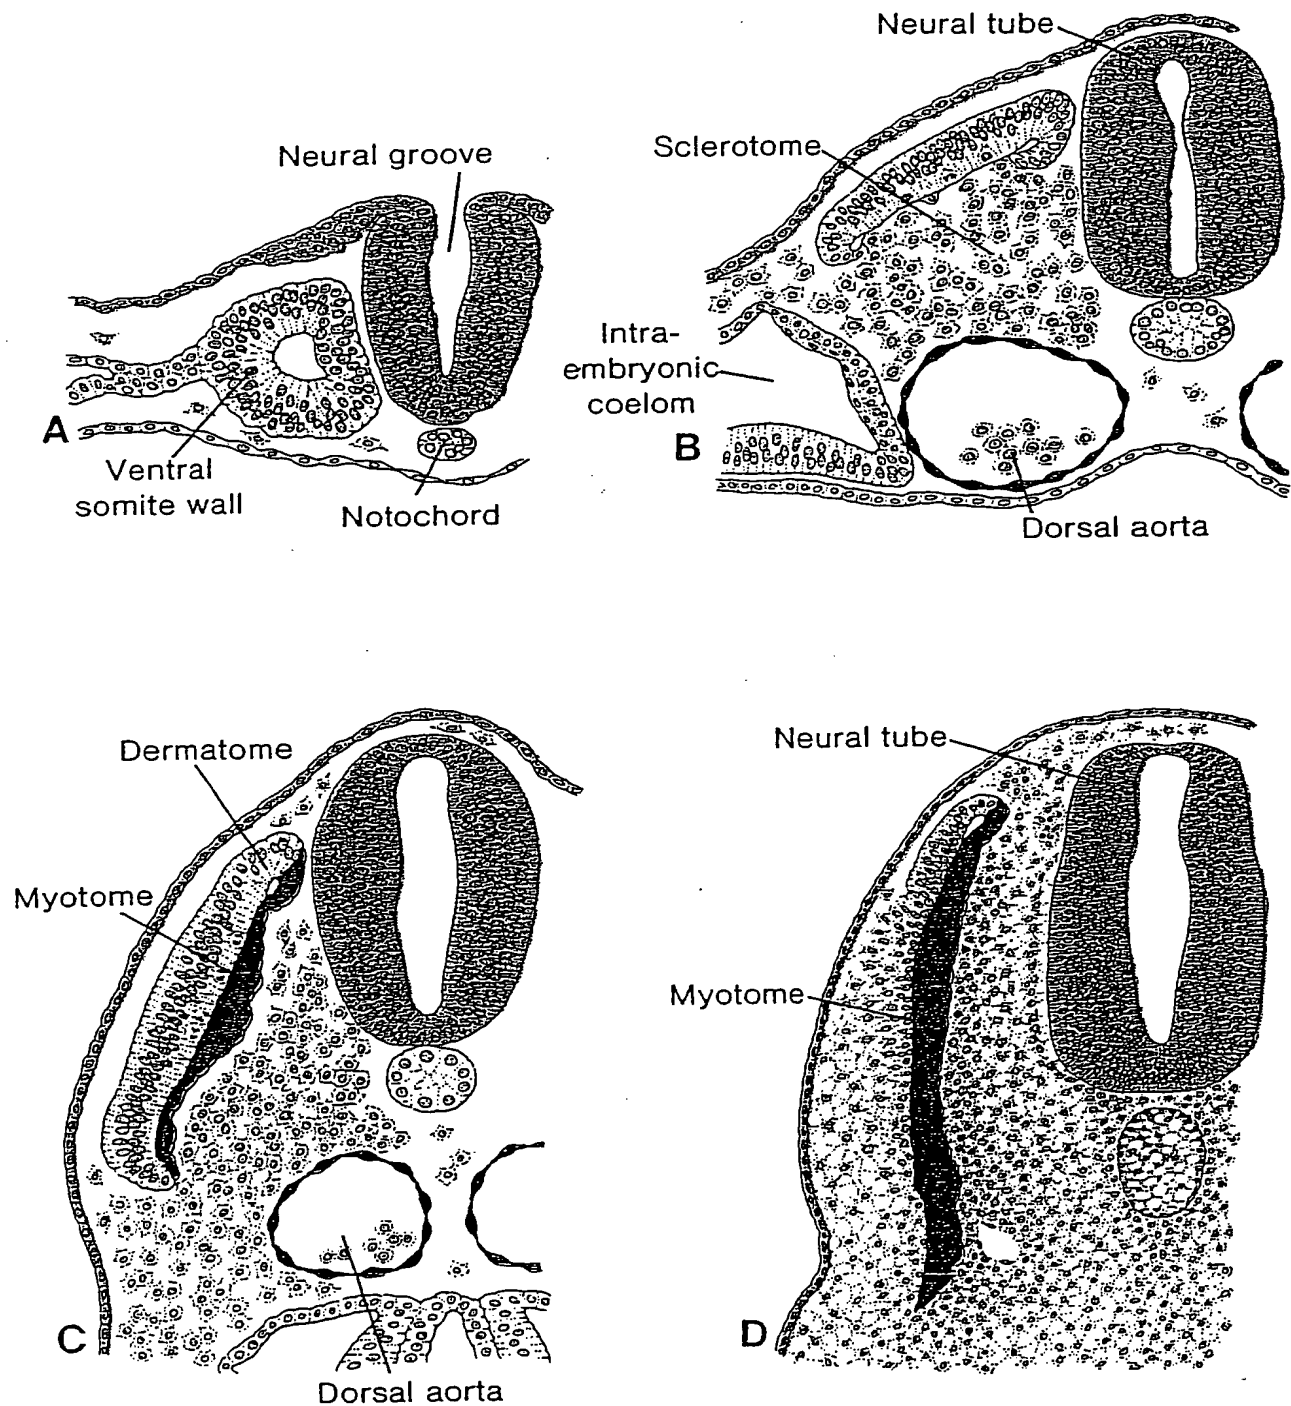 Neural groove
A
Ventral
somite wall
Notochord
Neural tube
Sclerotome
Intra-
embryonic
coelom
B
Dorsal aorta
Dermatome
Myotome
C
Dorsal aorta
Neural tube
Myotome
D